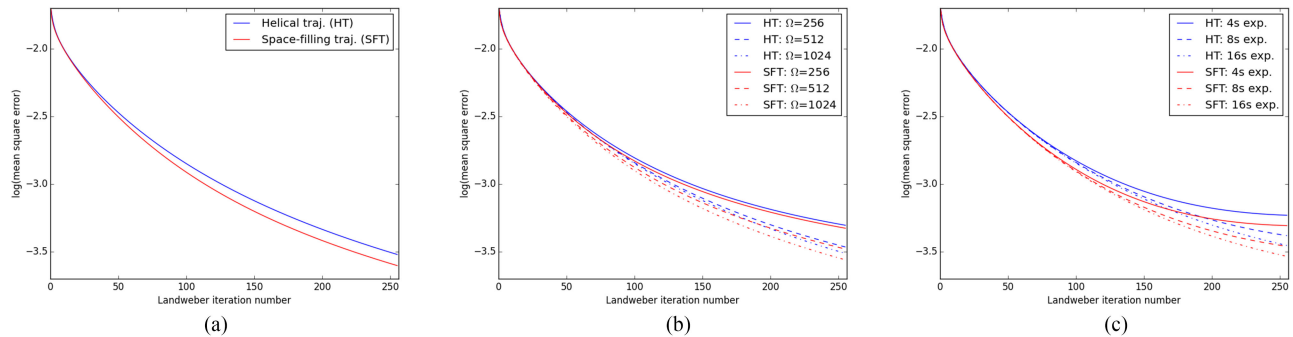 Helical traj. (HT)
Space-filling traj. (SFT)
−2.0
−2.5
−3.0
−3.5
log(mean square error)
0 50 100 150 200 250
Landweber iteration number
(a)
HT: Ω=256
HT: Ω=512
HT: Ω=1024
SFT: Ω=256
SFT: Ω=512
SFT: Ω=1024
−2.0
−2.5
−3.0
−3.5
log(mean square error)
0 50 100 150 200 250
Landweber iteration number
(b)
HT: 4s exp.
HT: 8s exp.
HT: 16s exp.
SFT: 4s exp.
SFT: 8s exp.
SFT: 16s exp.
−2.0
−2.5
−3.0
−3.5
log(mean square error)
0 50 100 150 200 250
Landweber iteration number
(c)